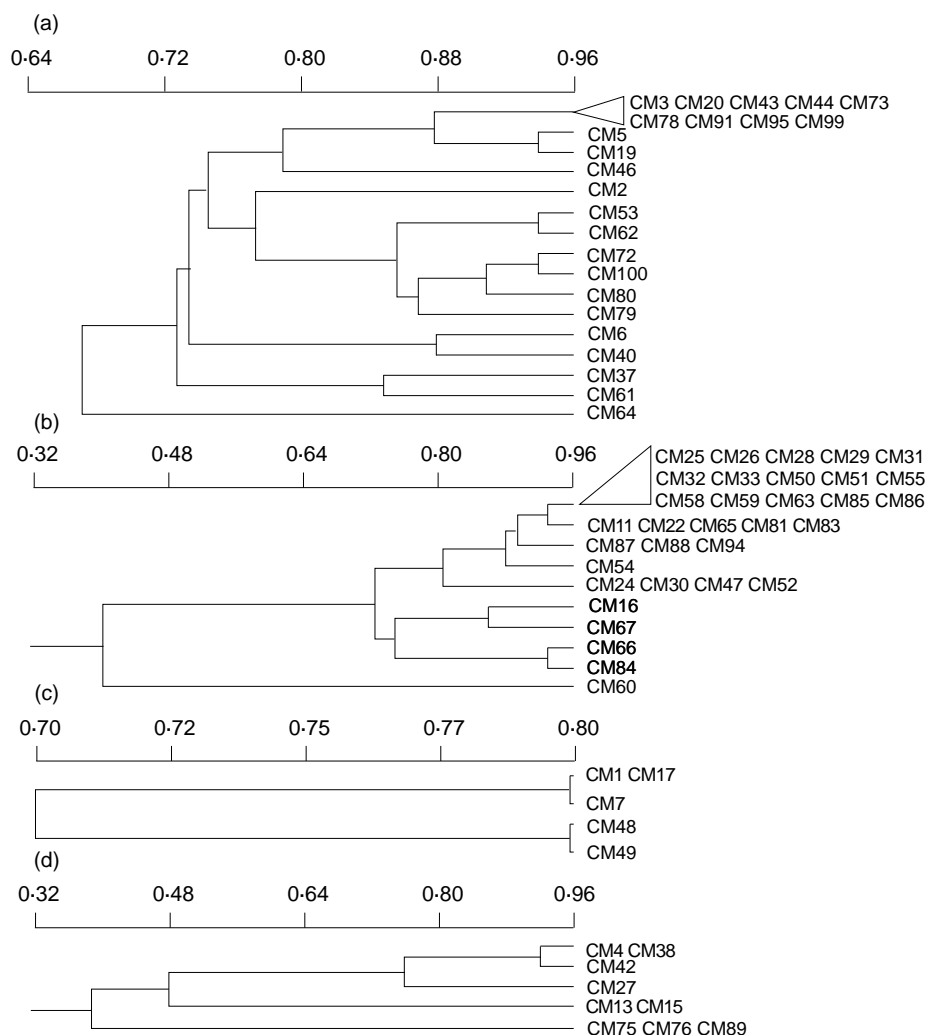 (a)
0·64 0·72 0·80 0·88 0·96
CM3 CM20 CM43 CM44 CM73
CM78 CM91 CM95 CM99
CM5
CM19
CM46
CM2
CM53
CM62
CM72
CM100
CM80
CM79
CM6
CM40
CM37
CM61
CM64
(b)
0·32 0·48 0·64 0·80 0·96
CM25 CM26 CM28 CM29 CM31
CM32 CM33 CM50 CM51 CM55
CM58 CM59 CM63 CM85 CM86
CM11 CM22 CM65 CM81 CM83
CM87 CM88 CM94
CM54
CM24 CM30 CM47 CM52
CM16
CM67
CM66
CM84
CM60
(c)
0·70 0·72 0·75 0·77 0·80
CM1 CM17
CM7
CM48
CM49
(d)
0·32 0·48 0·64 0·80 0·96
CM4 CM38
CM42
CM27
CM13 CM15
CM75 CM76 CM89